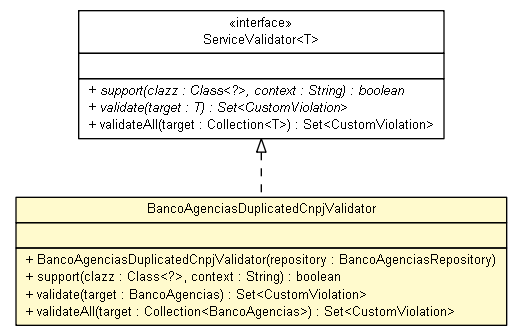 «interface»
ServiceValidator<T>
+ support(clazz : Class<?>, context : String) : boolean
+ validate(target : T) : Set<CustomViolation>
+ validateAll(target : Collection<T>) : Set<CustomViolation>
BancoAgenciasDuplicatedCnpjValidator
+ BancoAgenciasDuplicatedCnpjValidator(repository : BancoAgenciasRepository)
+ support(clazz : Class<?>, context : String) : boolean
+ validate(target : BancoAgencias) : Set<CustomViolation>
+ validateAll(target : Collection<BancoAgencias>) : Set<CustomViolation>